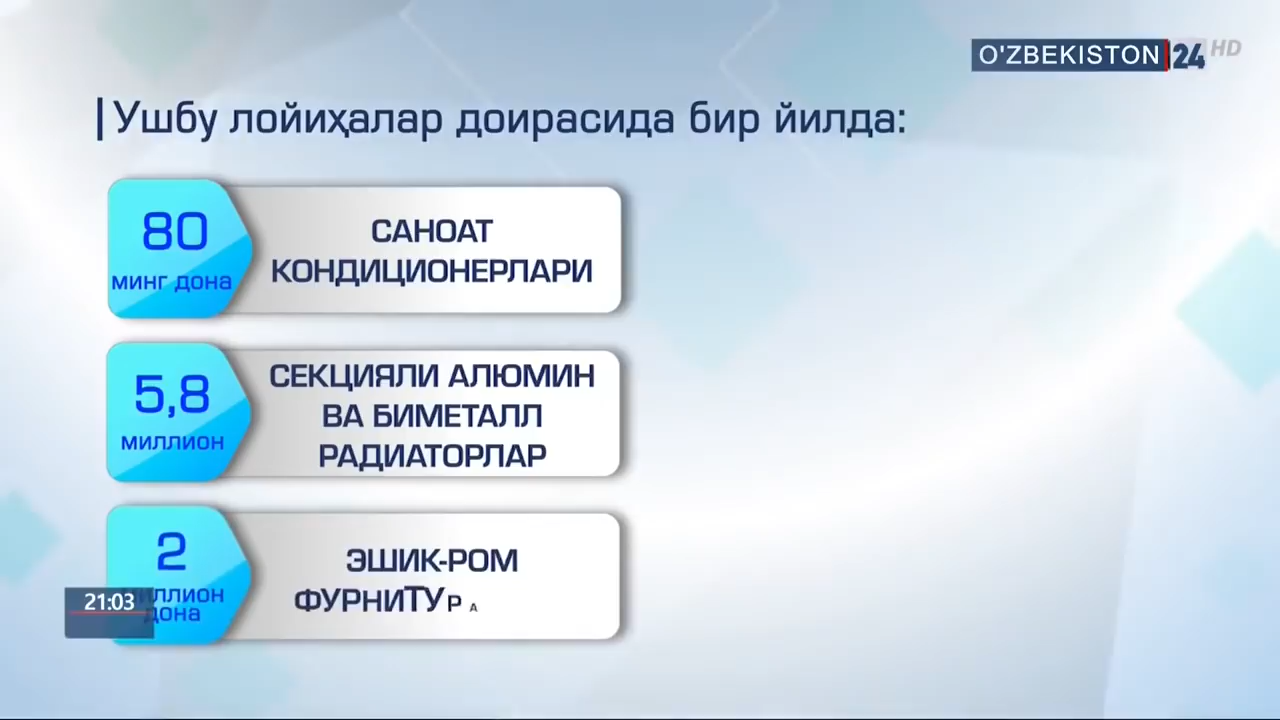 O'ZBEKISTON 24 HD
Ушбу лойиҳалар доирасида бир йилда:
80
минг дона
САНОАТ
КОНДИЦИОНЕРЛАРИ
5,8
миллион
СЕКЦИЯЛИ АЛЮМИН
ВА БИМЕТАЛЛ
РАДИАТОРЛАР
2
дона
ЭШИК-РОМ
ФУРНИТУРА
21:03